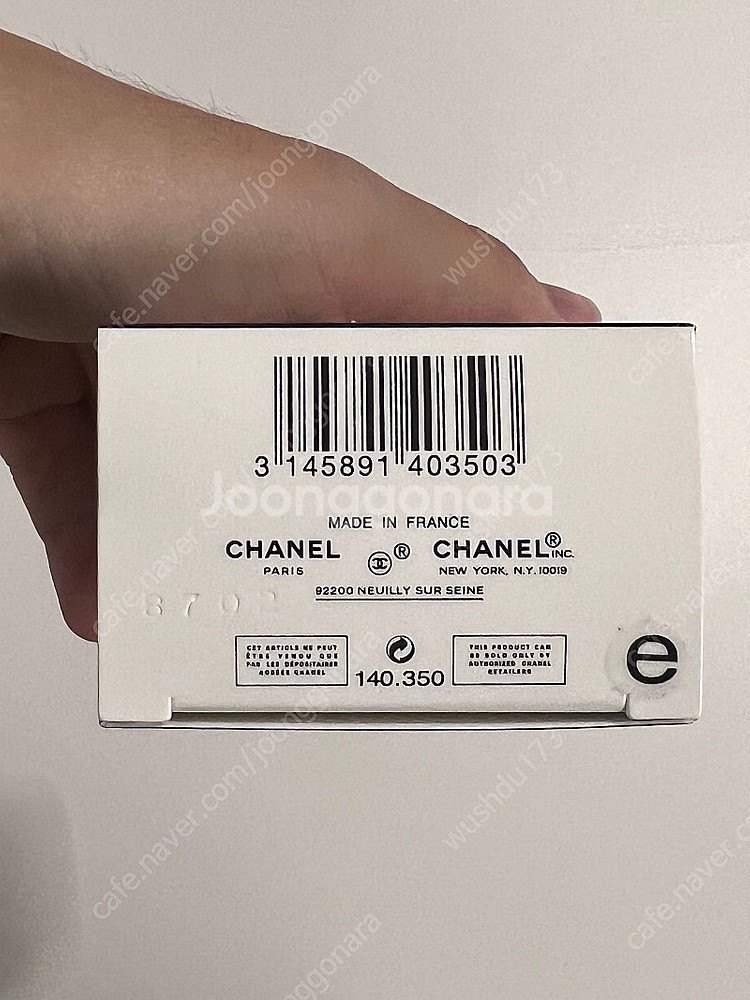 3 145891 403503
Joonggonara
MADE IN FRANCE
CHANEL ® CHANEL® INC.
PARIS NEW YORK, N.Y. 10019
92200 NEUILLY SUR SEINE
8702
CET ARTICLE NE PEUT
ÊTRE VENDU QUE
PAR LES DÉPOSITAIRES
AGRÉÉS CHANEL
140.350
THIS PRODUCT CAN
BE SOLD ONLY BY
AUTHORIZED CHANEL
RETAILERS
e
cafe.naver.com/joonggonara
wushdu173